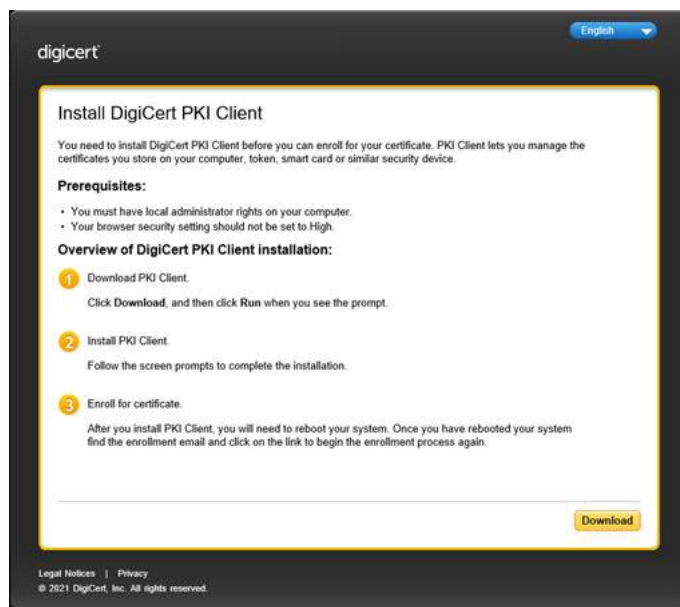 English
digicert
Install DigiCert PKI Client
You need to install DigiCert PKI Client before you can enroll for your certificate. PKI Client lets you manage the
certificates you store on your computer, token, smart card or similar security device.
Prerequisites:
• You must have local administrator rights on your computer.
• Your browser security setting should not be set to High.
Overview of DigiCert PKI Client installation:
1 Download PKI Client.
Click Download, and then click Run when you see the prompt.
2 Install PKI Client.
Follow the screen prompts to complete the installation.
3 Enroll for certificate.
After you install PKI Client, you will need to reboot your system. Once you have rebooted your system
find the enrollment email and click on the link to begin the enrollment process again.
Download
Legal Notices | Privacy
© 2021 DigiCert, Inc. All rights reserved.